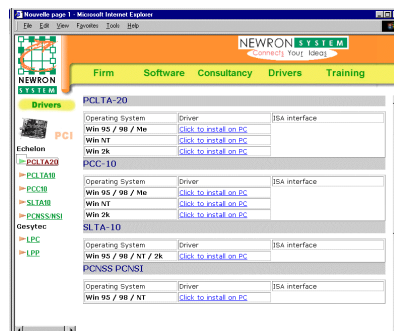 Nouvelle page 1 - Microsoft Internet Explorer
File Edit View Favorites Tools Help
NEWRON SYSTEM
NEWRON SYSTEM
Connects Your Ideas
Firm Software Consultancy Drivers Training
Drivers
PCI
Echelon
PCLTA20
PCLTA10
PCC10
SLTA10
PCNSS/NSI
Gesytec
LPC
LPP
PCLTA-20
Operating System Driver ISA interface
Win 95 / 98 / Me Click to install on PC
Win NT Click to install on PC
Win 2k Click to install on PC
PCC-10
Operating System Driver ISA interface
Win 95 / 98 / Me Click to install on PC
Win NT Click to install on PC
Win 2k Click to install on PC
SLTA-10
Operating System Driver ISA interface
Win 95 / 98 / NT / 2k Click to install on PC
PCNSS PCNSI
Operating System Driver ISA interface
Win 95 / 98 / NT Click to install on PC